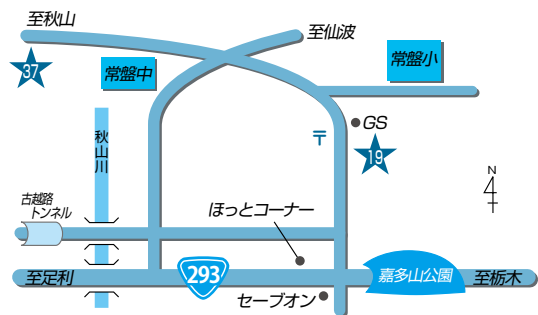 至秋山
至仙波
37
常盤中
常盤小
GS
〒
19
秋山川
N
古越路
トンネル
ほっとコーナー
至足利
293
嘉多山公園
至栃木
セーブオン